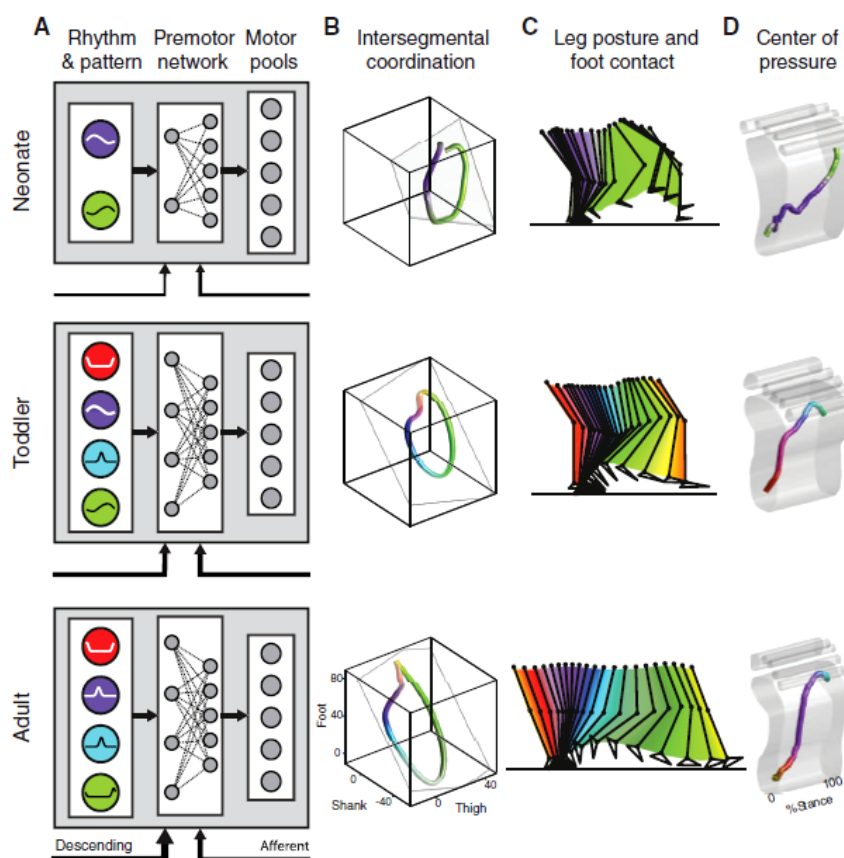 A
Rhythm
& pattern
Premotor
network
Motor
pools
B
Intersegmental
coordination
C
Leg posture and
foot contact
D
Center of
pressure
Neonate
Toddler
Adult
80
40
0
Foot
0
-40
Shank
0
40
Thigh
0
100
%Stance
Descending
Afferent